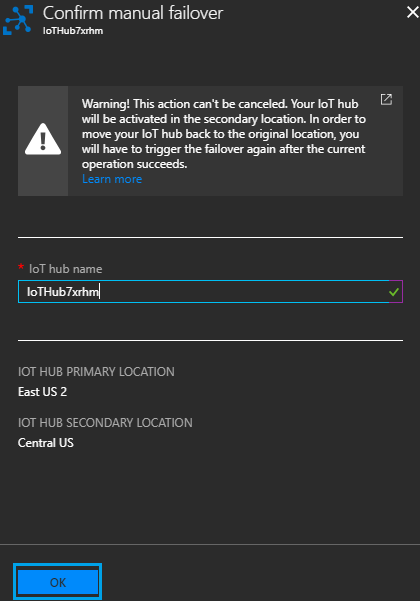 Confirm manual failover
IoTHub7xrhm
Warning! This action can't be canceled. Your IoT hub
will be activated in the secondary location. In order to
move your IoT hub back to the original location, you
will have to trigger the failover again after the current
operation succeeds.
Learn more
* IoT hub name
IoTHub7xrhm
IOT HUB PRIMARY LOCATION
East US 2
IOT HUB SECONDARY LOCATION
Central US
OK